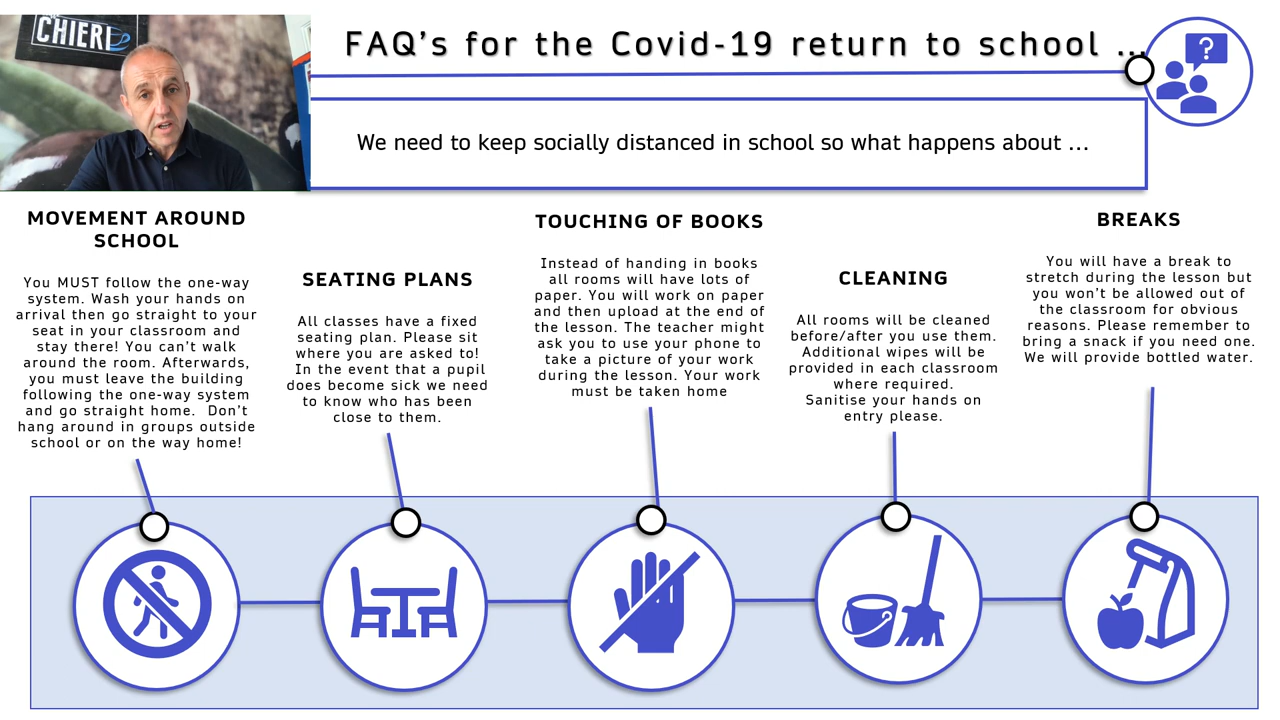 CHIERI
FAQ’s for the Covid-19 return to school ...
?
We need to keep socially distanced in school so what happens about ...
MOVEMENT AROUND
SCHOOL
You MUST follow the one-way
system. Wash your hands on
arrival then go straight to your
seat in your classroom and
stay there! You can’t walk
around the room. Afterwards,
you must leave the building
following the one-way system
and go straight home.  Don’t
hang around in groups outside
school or on the way home!
SEATING PLANS
All classes have a fixed
seating plan. Please sit
where you are asked to!
In the event that a pupil
does become sick we need
to know who has been
close to them.
TOUCHING OF BOOKS
Instead of handing in books
all rooms will have lots of
paper. You will work on paper
and then upload at the end of
the lesson. The teacher might
ask you to use your phone to
take a picture of your work
during the lesson. Your work
must be taken home
CLEANING
All rooms will be cleaned
before/after you use them.
Additional wipes will be
provided in each classroom
where required.
Sanitise your hands on
entry please.
BREAKS
You will have a break to
stretch during the lesson but
you won’t be allowed out of
the classroom for obvious
reasons. Please remember to
bring a snack if you need one.
We will provide bottled water.